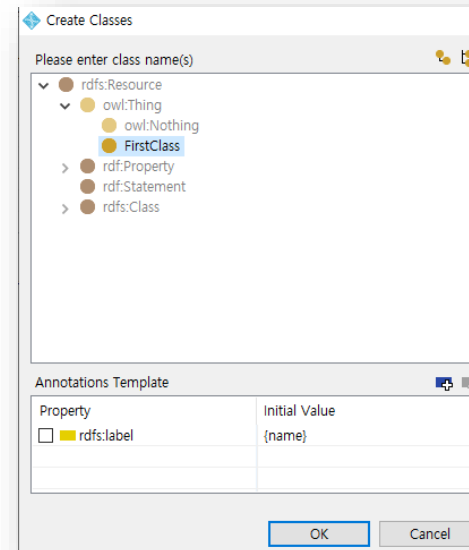 Create Classes
Please enter class name(s)
rdfs:Resource
owl:Thing
owl:Nothing
FirstClass
rdf:Property
rdf:Statement
rdfs:Class
Annotations Template
Property Initial Value
rdfs:label {name}
OK Cancel